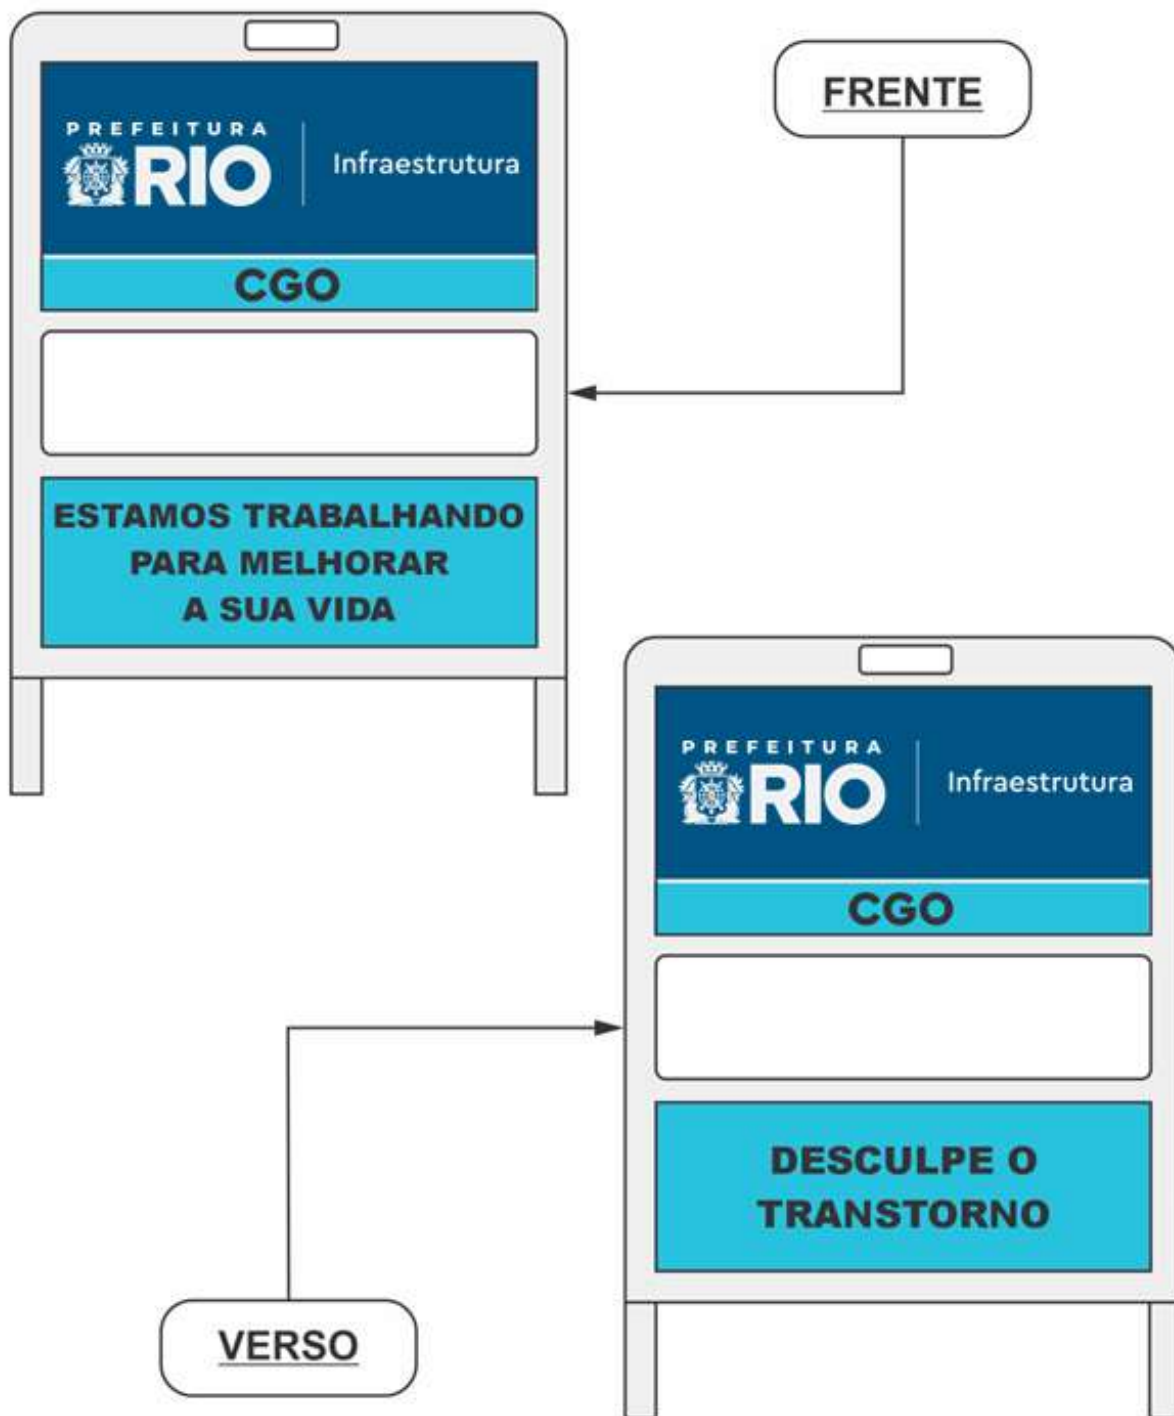 FRENTE
PREFEITURA
RIO
Infraestrutura
CGO
ESTAMOS TRABALHANDO
PARA MELHORAR
A SUA VIDA
PREFEITURA
RIO
Infraestrutura
CGO
DESCULPE O
TRANSTORNO
VERSO